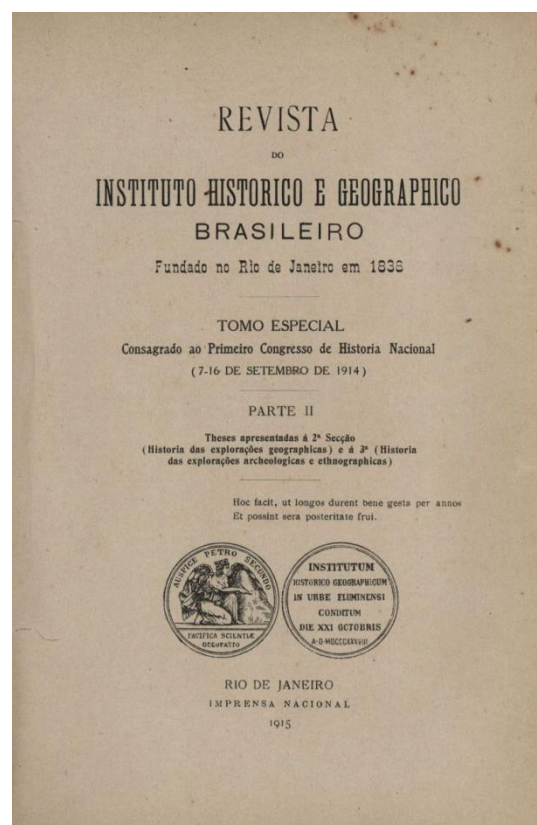 REVISTA
DO
INSTITUTO HISTORICO E GEOGRAPHICO
BRASILEIRO
Fundado no Rio de Janeiro em 1838
TOMO ESPECIAL
Consagrado ao Primeiro Congresso de Historia Nacional
(7-16 DE SETEMBRO DE 1914)
PARTE II
Theses apresentadas á 2ª Secção
(Historia das explorações geographicas) e á 3ª (Historia
das explorações archeologicas e ethnographicas)
Hoc facit, ut longos durent bene gesta per annos
Et possint sera posteritate frui.
AUSPICE PETRO SECUNDO
PACIFICA SCIENTIÆ
OCCUPATIO
INSTITUTUM
HISTORICO GEOGRAPHICUM
IN URBE FLUMINENSI
CONDITUM
DIE XXI OCTOBRIS
A·D·MDCCCXXXVIII
RIO DE JANEIRO
IMPRENSA NACIONAL
1915